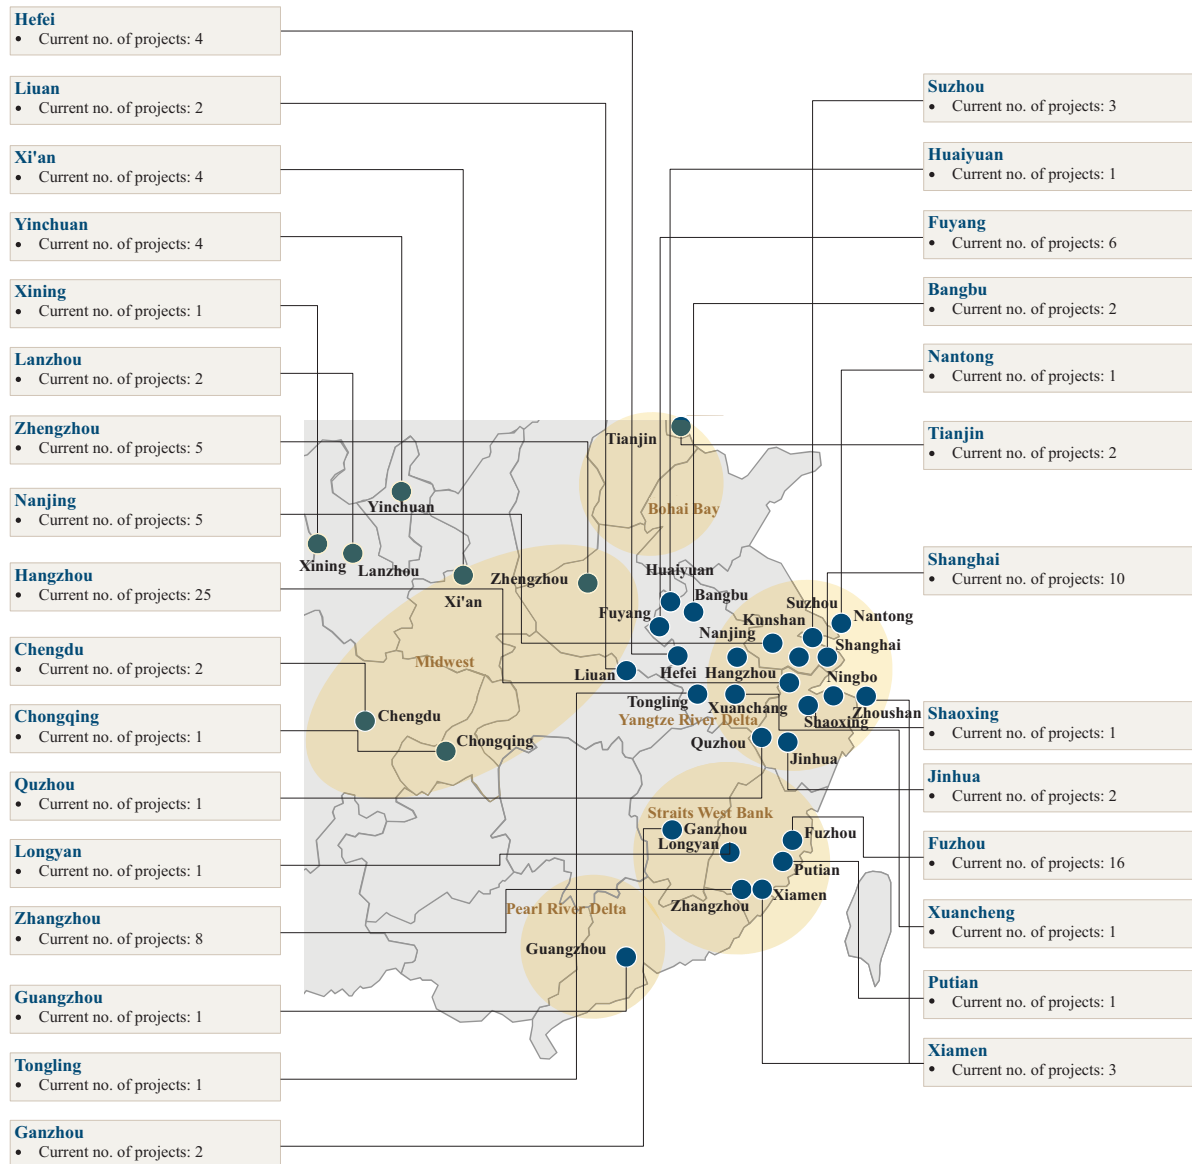 Hefei
• Current no. of projects: 4
Liuan
• Current no. of projects: 2
Xi'an
• Current no. of projects: 4
Yinchuan
• Current no. of projects: 4
Xining
• Current no. of projects: 1
Lanzhou
• Current no. of projects: 2
Zhengzhou
• Current no. of projects: 5
Nanjing
• Current no. of projects: 5
Hangzhou
• Current no. of projects: 25
Chengdu
• Current no. of projects: 2
Chongqing
• Current no. of projects: 1
Quzhou
• Current no. of projects: 1
Longyan
• Current no. of projects: 1
Zhangzhou
• Current no. of projects: 8
Guangzhou
• Current no. of projects: 1
Tongling
• Current no. of projects: 1
Ganzhou
• Current no. of projects: 2
Tianjin
Bohai Bay
Yinchuan
Xining
Lanzhou
Xi'an
Zhengzhou
Huaiyuan
Bangbu
Fuyang
Suzhou
Kunshan
Nantong
Nanjing
Shanghai
Midwest
Liuan
Hefei
Hangzhou
Ningbo
Tongling
Xuanchang
Zhoushan
Shaoxing
Yangtze River Delta
Chengdu
Chongqing
Quzhou
Jinhua
Straits West Bank
Ganzhou
Longyan
Fuzhou
Putian
Zhangzhou
Xiamen
Pearl River Delta
Guangzhou
Suzhou
• Current no. of projects: 3
Huaiyuan
• Current no. of projects: 1
Fuyang
• Current no. of projects: 6
Bangbu
• Current no. of projects: 2
Nantong
• Current no. of projects: 1
Tianjin
• Current no. of projects: 2
Shanghai
• Current no. of projects: 10
Shaoxing
• Current no. of projects: 1
Jinhua
• Current no. of projects: 2
Fuzhou
• Current no. of projects: 16
Xuancheng
• Current no. of projects: 1
Putian
• Current no. of projects: 1
Xiamen
• Current no. of projects: 3